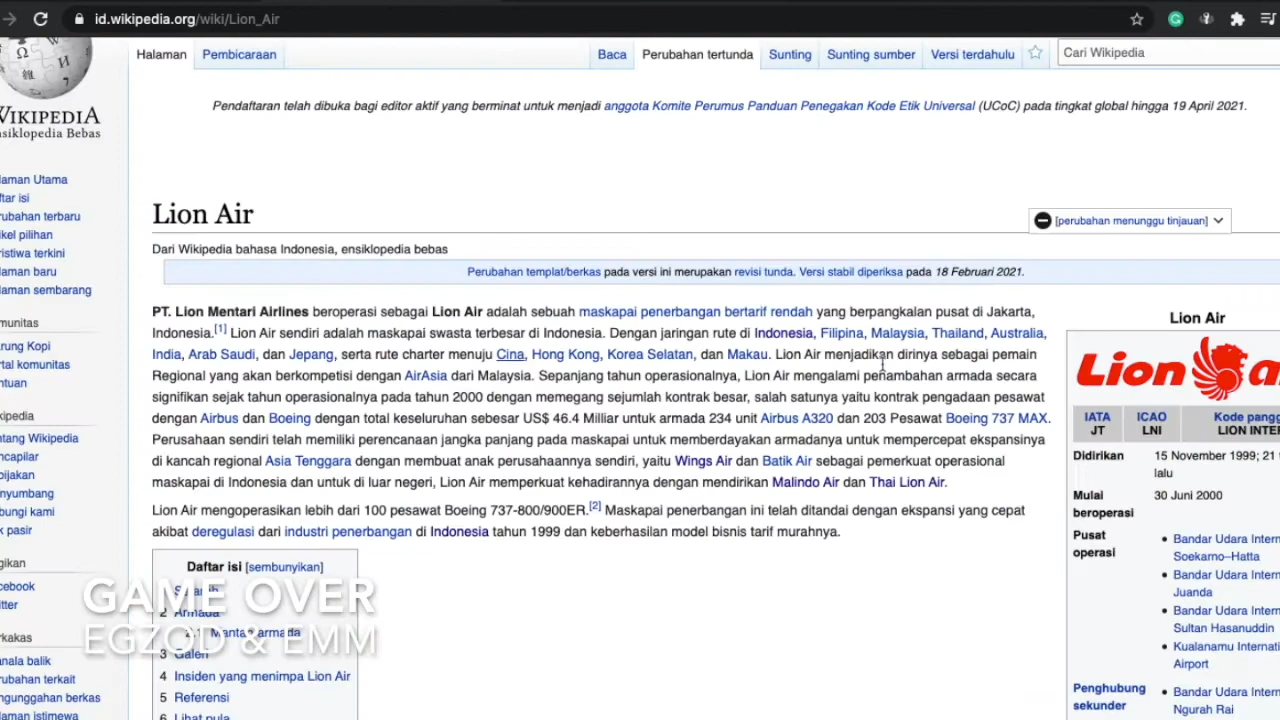 id.wikipedia.org/wiki/Lion_Air
Halaman Pembicaraan Baca Perubahan tertunda Sunting Sunting sumber Versi terdahulu Cari Wikipedia
Pendaftaran telah dibuka bagi editor aktif yang berminat untuk menjadi anggota Komite Perumus Panduan Penegakan Kode Etik Universal (UCoC) pada tingkat global hingga 19 April 2021.
WIKIPEDIA
nsiklopedia Bebas
laman Utama
ftar isi
rubahan terbaru
ikel pilihan
ristiwa terkini
laman baru
laman sembarang
munitas
arung Kopi
rtal komunitas
ntuan
kipedia
ntang Wikipedia
ncapilar
bijakan
nyumbang
bungi kami
k pasir
gikan
cebook
itter
rkakas
nala balik
rubahan terkait
ngunggahan berkas
laman istimewa
Lion Air
[perubahan menunggu tinjauan]
Dari Wikipedia bahasa Indonesia, ensiklopedia bebas
Perubahan templat/berkas pada versi ini merupakan revisi tunda. Versi stabil diperiksa pada 18 Februari 2021.
PT. Lion Mentari Airlines beroperasi sebagai Lion Air adalah sebuah maskapai penerbangan bertarif rendah yang berpangkalan pusat di Jakarta,
Indonesia.[1] Lion Air sendiri adalah maskapai swasta terbesar di Indonesia. Dengan jaringan rute di Indonesia, Filipina, Malaysia, Thailand, Australia,
India, Arab Saudi, dan Jepang, serta rute charter menuju Cina, Hong Kong, Korea Selatan, dan Makau. Lion Air menjadikan dirinya sebagai pemain
Regional yang akan berkompetisi dengan AirAsia dari Malaysia. Sepanjang tahun operasionalnya, Lion Air mengalami penambahan armada secara
signifikan sejak tahun operasionalnya pada tahun 2000 dengan memegang sejumlah kontrak besar, salah satunya yaitu kontrak pengadaan pesawat
dengan Airbus dan Boeing dengan total keseluruhan sebesar US$ 46.4 Milliar untuk armada 234 unit Airbus A320 dan 203 Pesawat Boeing 737 MAX.
Perusahaan sendiri telah memiliki perencanaan jangka panjang pada maskapai untuk memberdayakan armadanya untuk mempercepat ekspansinya
di kancah regional Asia Tenggara dengan membuat anak perusahaannya sendiri, yaitu Wings Air dan Batik Air sebagai pemerkuat operasional
maskapai di Indonesia dan untuk di luar negeri, Lion Air memperkuat kehadirannya dengan mendirikan Malindo Air dan Thai Lion Air.
Lion Air mengoperasikan lebih dari 100 pesawat Boeing 737-800/900ER.[2] Maskapai penerbangan ini telah ditandai dengan ekspansi yang cepat
akibat deregulasi dari industri penerbangan di Indonesia tahun 1999 dan keberhasilan model bisnis tarif murahnya.
Daftar isi [sembunyikan]
2 Armada
Mantan armada
3 Galeri
4 Insiden yang menimpa Lion Air
5 Referensi
6 Lihat pula
GAME OVER
EGZOD & EMM
Lion Air
Lion A
IATA ICAO Kode pangg
JT LNI LION INTER
Didirikan 15 November 1999; 21 t
lalu
Mulai
beroperasi 30 Juni 2000
Pusat
operasi
Bandar Udara Intern
Soekarno–Hatta
Bandar Udara Intern
Juanda
Bandar Udara Intern
Sultan Hasanuddin
Kualanamu Internati
Airport
Penghubung
sekunder
Bandar Udara Intern
Ngurah Rai